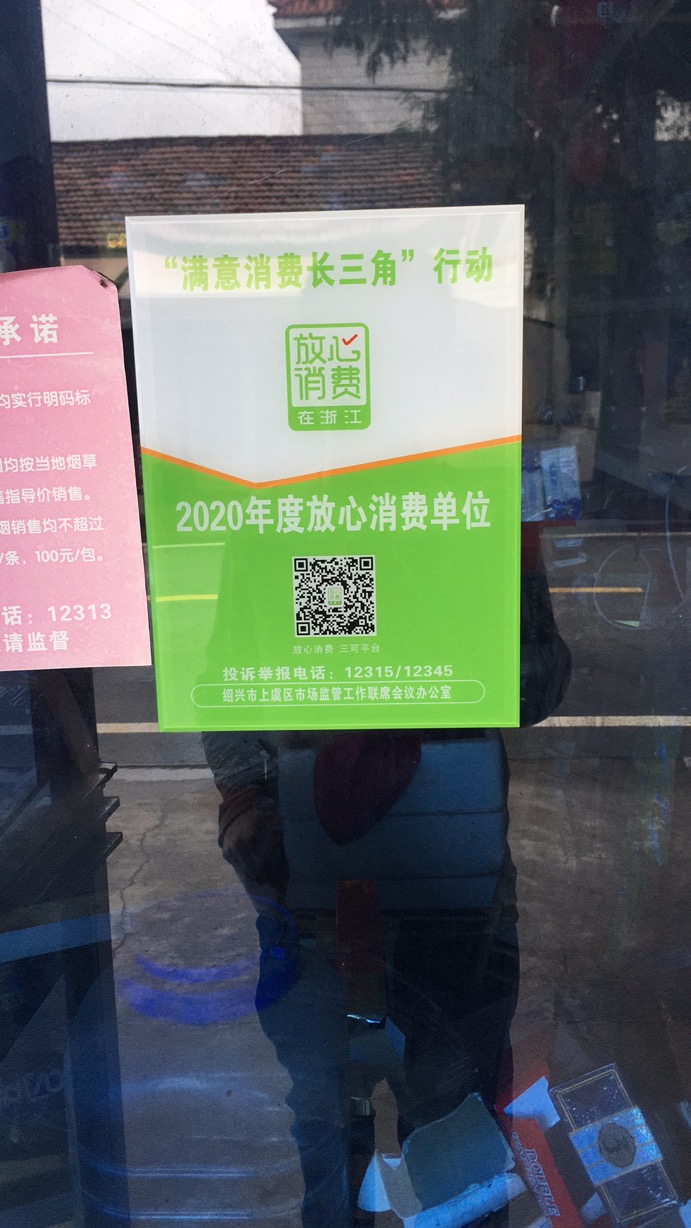 承诺
均实行明码标
均按当地烟草
售指导价销售。
烟销售均不超过
/条，100元/包。
话：12313
请监督
“满意消费长三角”行动
放心
消费
在浙江
2020年度放心消费单位
放心消费 三可平台
投诉举报电话：12315/12345
绍兴市上虞区市场监管工作联席会议办公室